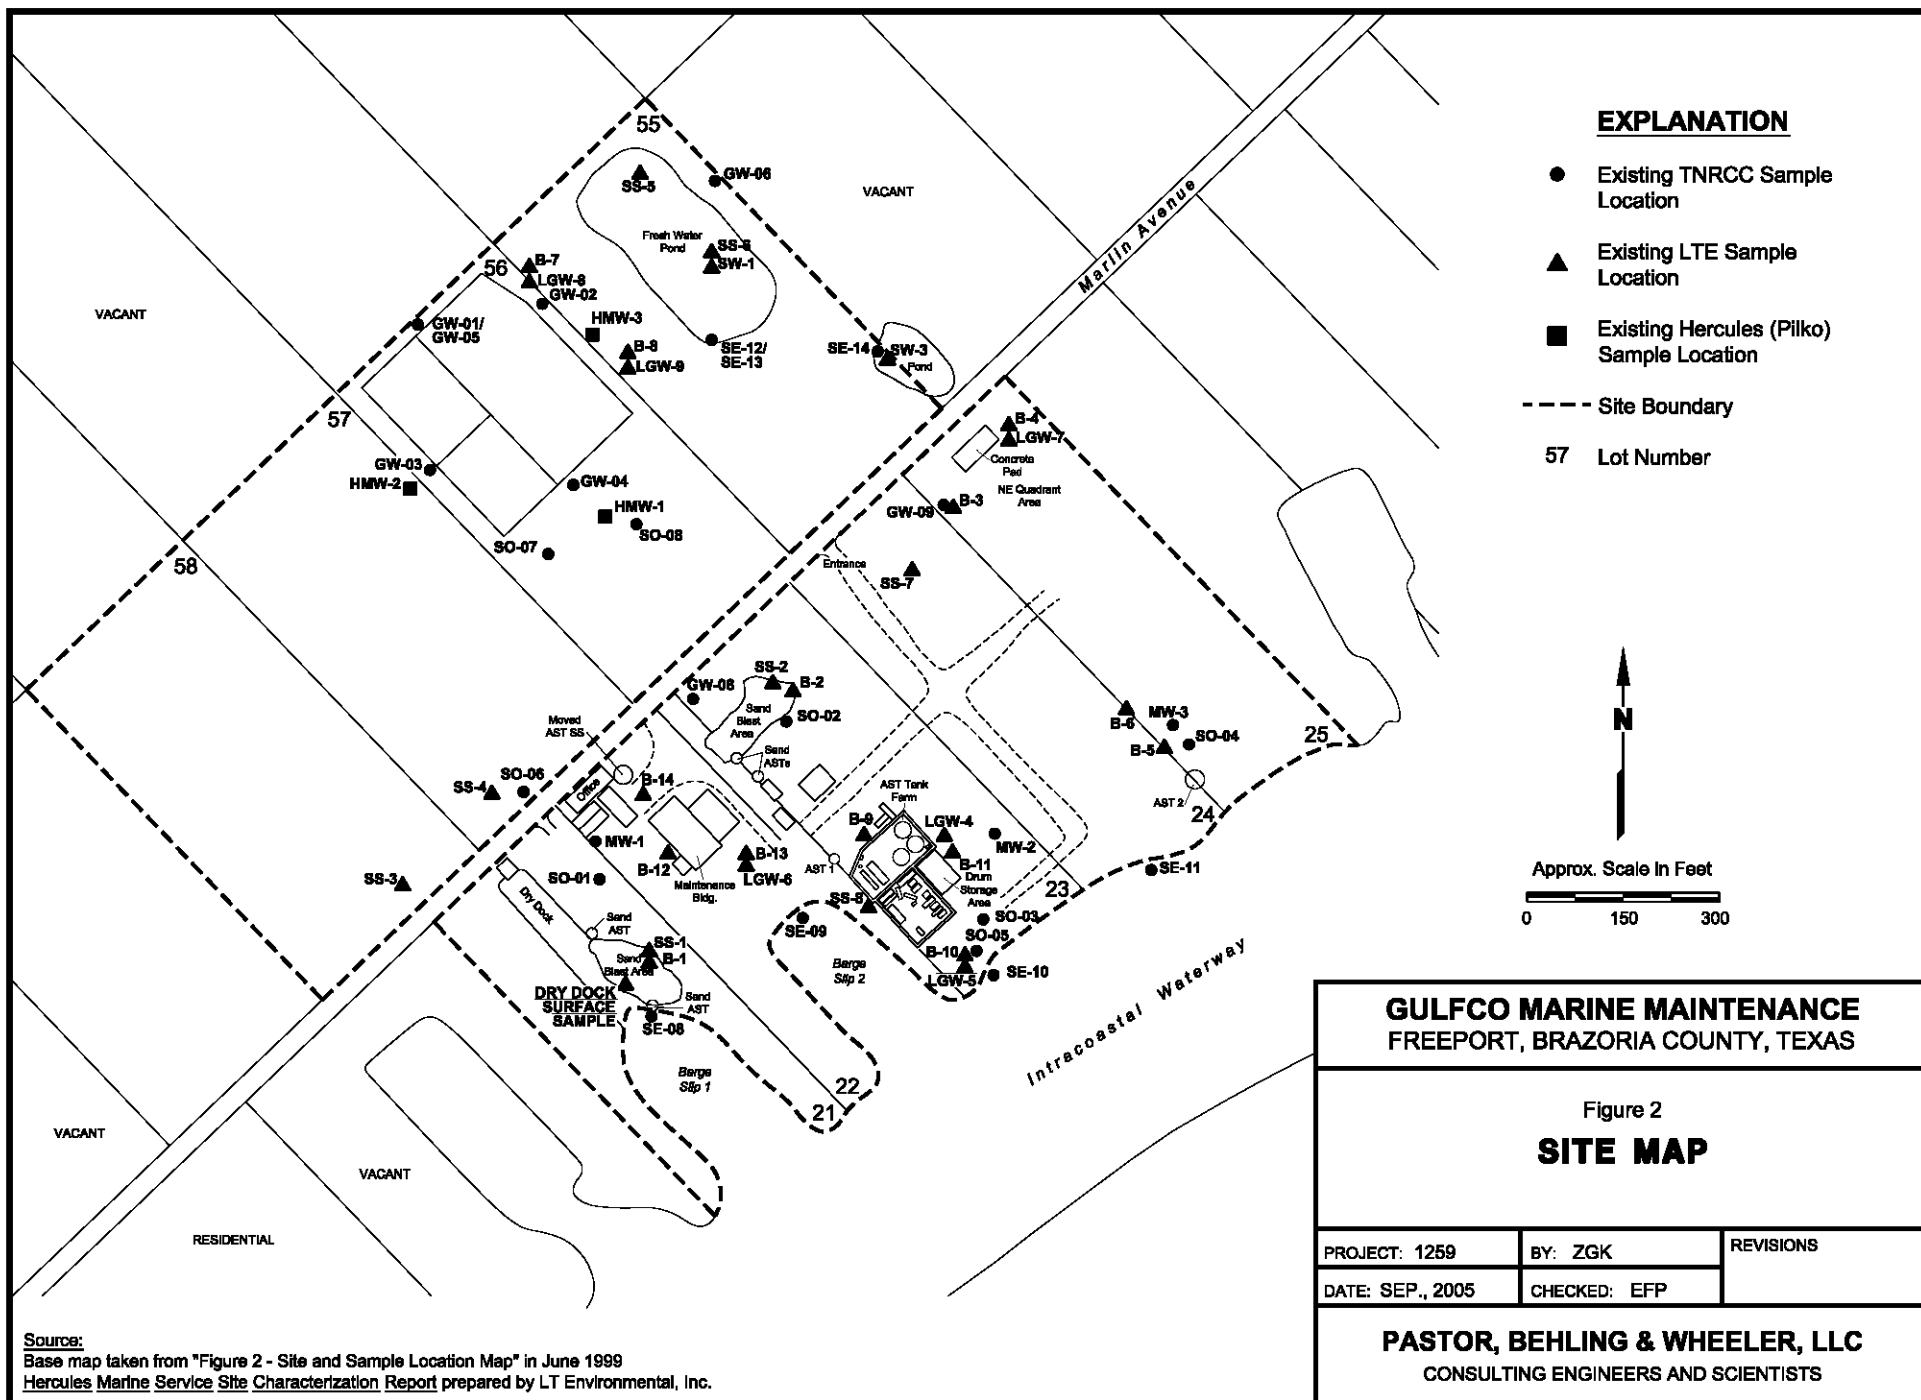 55
SS-5
GW-06
VACANT
Fresh Water
Pond
SS-6
SW-1
Marlin Avenue
56
B-7
LGW-8
GW-02
VACANT
GW-01/
GW-05
HMW-3
B-8
LGW-9
SE-12/
SE-13
SE-14
SW-3
Pond
57
B-4
LGW-7
Concrete
Pad
NE Quadrant
Area
GW-03
HMW-2
GW-04
HMW-1
SO-08
SO-07
GW-09
B-3
58
Entrance
SS-7
SS-2
B-2
GW-08
Sand
Blast
Area
SO-02
Moved
AST SS
Sand
ASTs
B-6
MW-3
SO-04
B-5
25
AST 2
24
SS-4
SO-06
Office
B-14
AST Tank
Farm
B-9
LGW-4
MW-2
MW-1
B-12
B-13
LGW-6
AST 1
B-11
Drum
Storage
Area
SE-11
23
SS-3
SO-01
Maintenance
Bldg.
Dry Dock
Sand
AST
SS-8
SE-09
SO-03
SO-05
B-10
LGW-5
SE-10
SS-1
B-1
Sand
Blast Area
Barge
Slip 2
DRY DOCK
SURFACE
SAMPLE
Sand
AST
SE-08
Intracoastal Waterway
Barge
Slip 1
22
21
VACANT
VACANT
RESIDENTIAL
EXPLANATION
Existing TNRCC Sample
Location
Existing LTE Sample
Location
Existing Hercules (Pilko)
Sample Location
Site Boundary
57 Lot Number
N
Approx. Scale In Feet
0 150 300
GULFCO MARINE MAINTENANCE
FREEPORT, BRAZORIA COUNTY, TEXAS
Figure 2
SITE MAP
PROJECT: 1259
BY: ZGK
REVISIONS
DATE: SEP., 2005
CHECKED: EFP
PASTOR, BEHLING & WHEELER, LLC
CONSULTING ENGINEERS AND SCIENTISTS
Source:
Base map taken from "Figure 2 - Site and Sample Location Map" in June 1999
Hercules Marine Service Site Characterization Report prepared by LT Environmental, Inc.